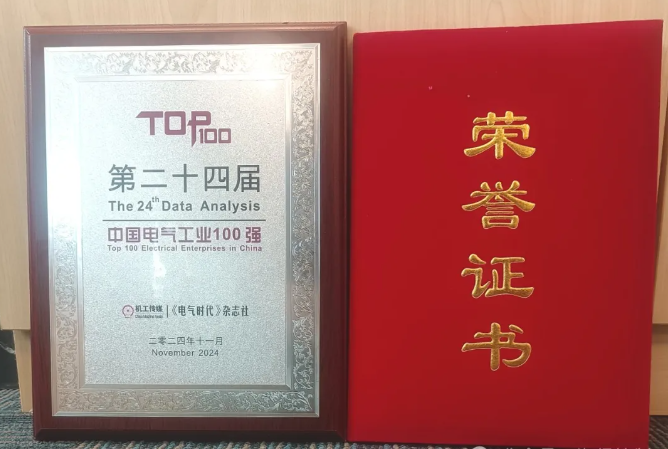 TOP100
第二十四届
The 24th Data Analysis
中国电气工业100强
Top 100 Electrical Enterprises in China
机工传媒 |《电气时代》杂志社
二零二四年十一月
November 2024
荣
誉
证
书